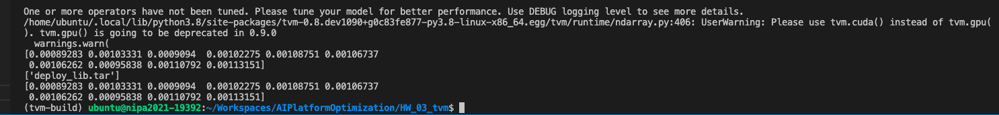 One or more operators have not been tuned. Please tune your model for better performance. Use DEBUG logging level to see more details.
/home/ubuntu/.local/lib/python3.8/site-packages/tvm-0.8.dev1090+g0c83fe877-py3.8-linux-x86_64.egg/tvm/runtime/ndarray.py:406: UserWarning: Please use tvm.cuda() instead of tvm.gpu(
). tvm.gpu() is going to be deprecated in 0.9.0
  warnings.warn(
[0.00089283 0.00103331 0.0009094  0.00102275 0.00108751 0.00106737
 0.00106262 0.00095838 0.00110792 0.00113151]
['deploy_lib.tar']
[0.00089283 0.00103331 0.0009094  0.00102275 0.00108751 0.00106737
 0.00106262 0.00095838 0.00110792 0.00113151]
(tvm-build) ubuntu@nipa2021-19392:~/Workspaces/AIPlatformOptimization/HW_03_tvm$